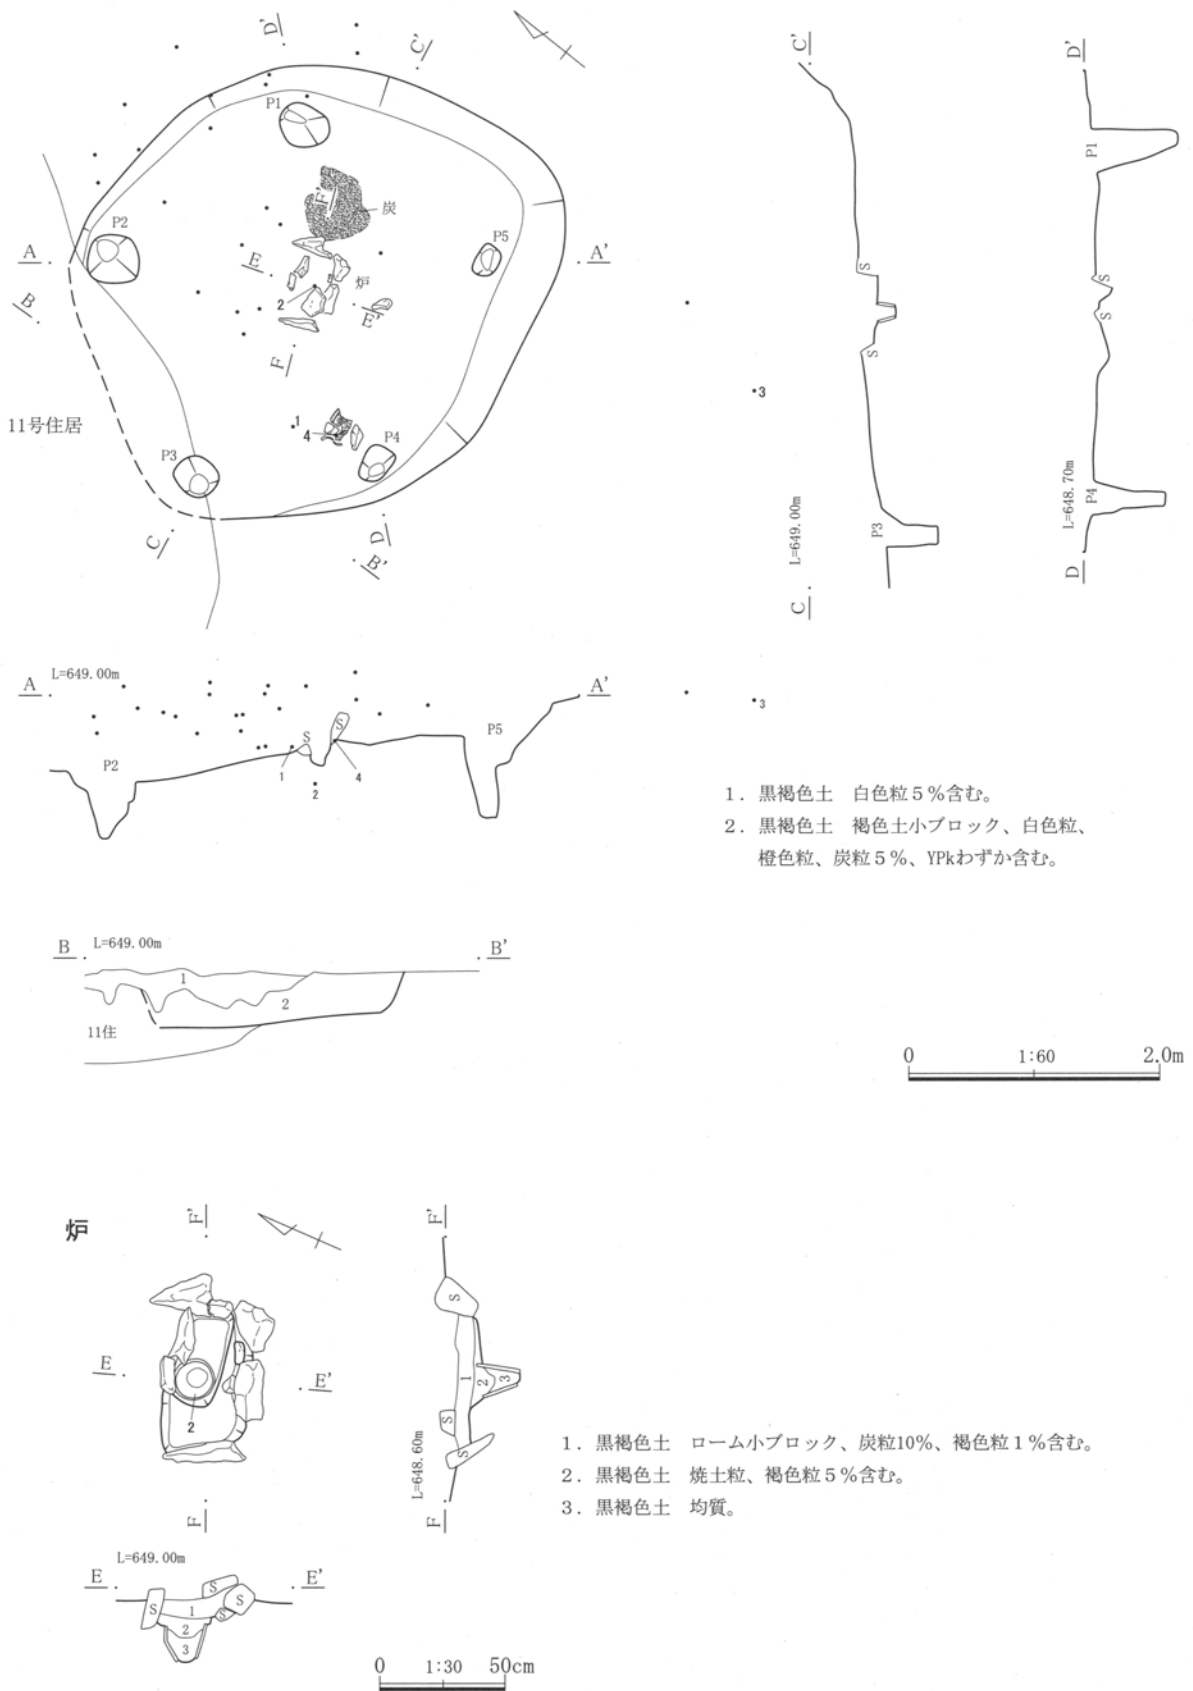 D'
C'
P1
F'
炭
P2
P5
A
E
炉
A'
B
2
E'
F
11号住居
1
4
P4
P3
C
D
B'
3
C'
S
S
P3
L=649.00m
C
D'
P1
S
S
P4
L=648.70m
D
A
L=649.00m
A'
P2
S
S
P5
1
2
4
3
1. 黒褐色土 白色粒5%含む。
2. 黒褐色土 褐色土小ブロック、白色粒、
橙色粒、炭粒5%、YPkわずか含む。
B
L=649.00m
B'
1
2
11住
0 1:60 2.0m
炉
F'
E
E'
2
F
F'
S
1
2
3
S
S
L=648.60m
F
1. 黒褐色土 ローム小ブロック、炭粒10%、褐色粒1%含む。
2. 黒褐色土 焼土粒、褐色粒5%含む。
3. 黒褐色土 均質。
L=649.00m
E
E'
S
S
S
S
1
2
3
0 1:30 50cm